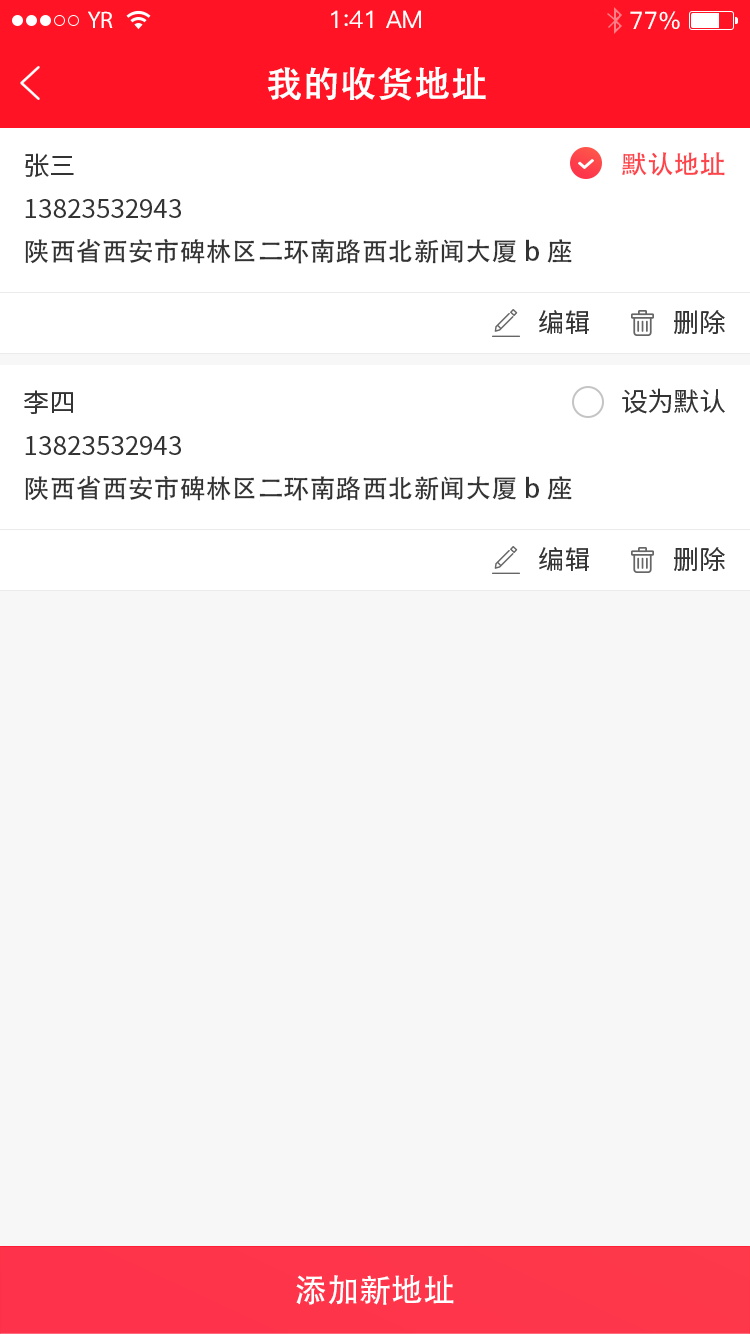 YR 1:41 AM 77%
我的收货地址
张三 默认地址
13823532943
陕西省西安市碑林区二环南路西北新闻大厦 b 座
编辑 删除
李四 设为默认
13823532943
陕西省西安市碑林区二环南路西北新闻大厦 b 座
编辑 删除
添加新地址